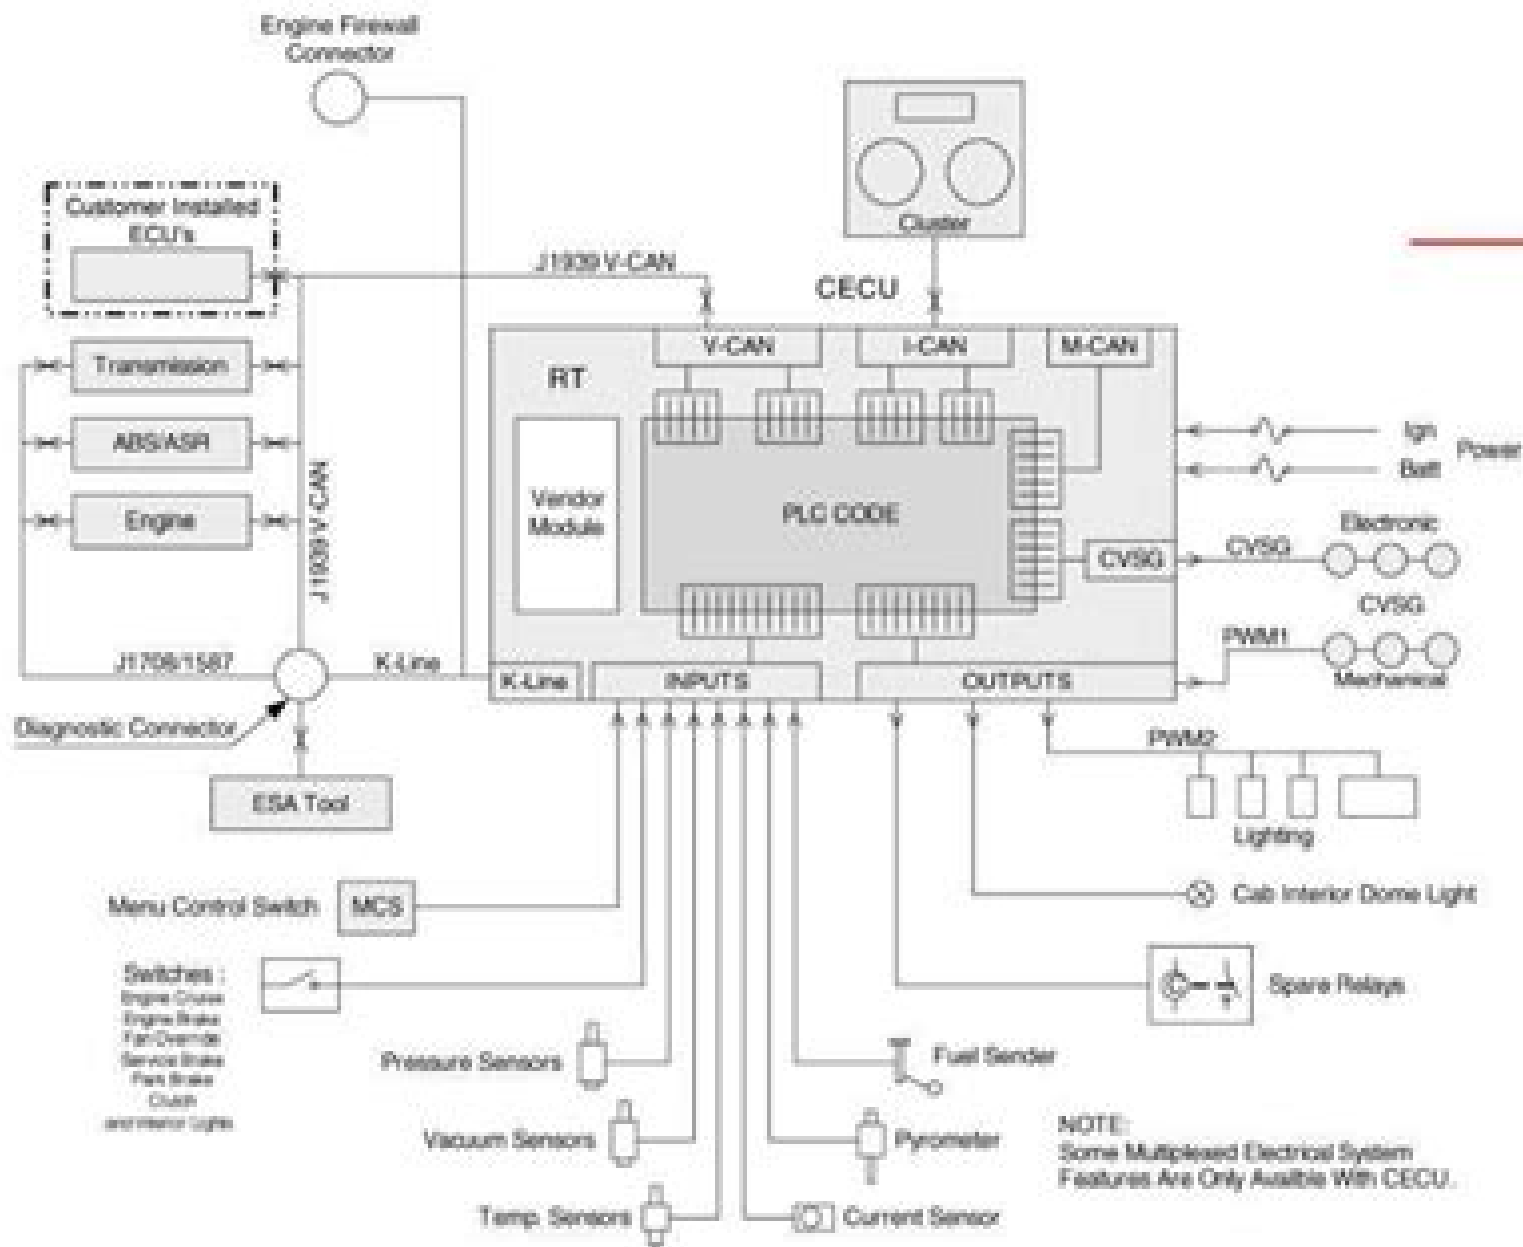 Engine Firewall
Connector
Customer Installed
ECU's
J1939 V-CAN
Cluster
CECU
V-CAN
I-CAN
M-CAN
RT
Transmission
ABS/ASR
Engine
J1939 V-CAN
Vendor
Module
PLC CODE
Ign
Batt
Power
Electronic
CVSG
CVSG
CVSG
PWM1
Mechanical
J1708/1587
K-Line
K-Line
INPUTS
OUTPUTS
Diagnostic Connector
PWM2
ESA Tool
Lighting
Menu Control Switch
MCS
Cab Interior Dome Light
Switches :
Engine Cruise
Engine Brake
Fan Override
Service Brake
Park Brake
Clutch
and Interior Lights
Spare Relays
Pressure Sensors
Fuel Sender
Vacuum Sensors
Pyrometer
Temp. Sensors
Current Sensor
NOTE:
Some Multiplexed Electrical System
Features Are Only Availble With CECU.